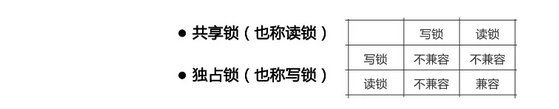 ● 共享锁（也称读锁）
● 独占锁（也称写锁）
写锁 读锁
写锁 不兼容 不兼容
读锁 不兼容 兼容